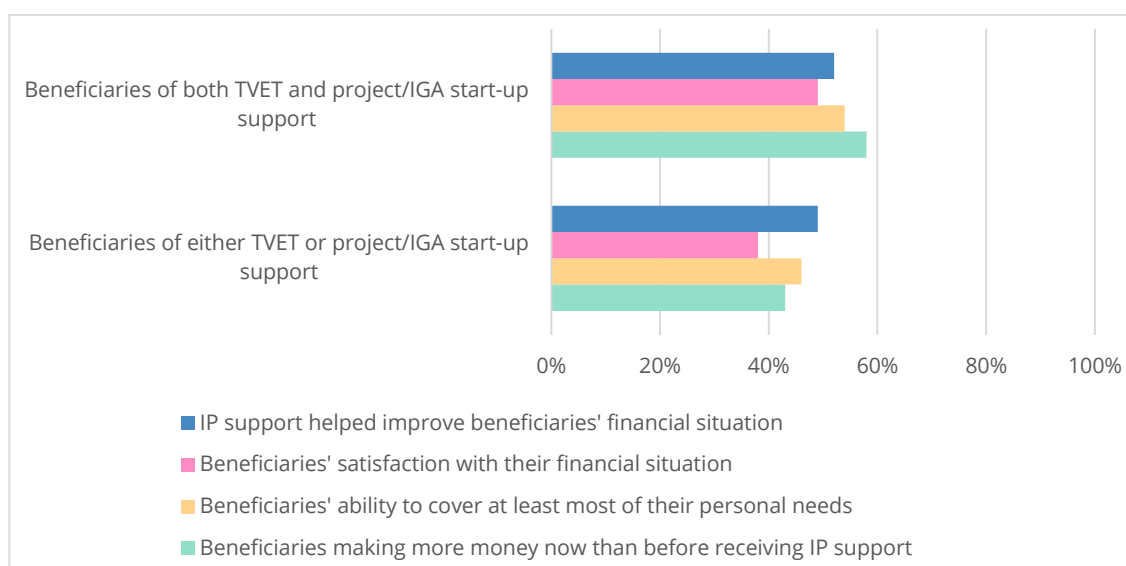 Beneficiaries of both TVET and project/IGA start-up
support
Beneficiaries of either TVET or project/IGA start-up
support
0% 20% 40% 60% 80% 100%
IP support helped improve beneficiaries' financial situation
Beneficiaries' satisfaction with their financial situation
Beneficiaries' ability to cover at least most of their personal needs
Beneficiaries making more money now than before receiving IP support